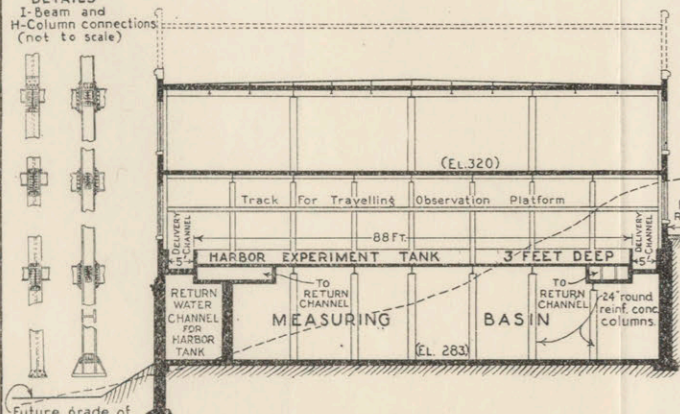 DETAILS
I-Beam and
H-Column connections
(not to scale)
(EL.320)
Track For Travelling Observation Platform
88 FT.
DELIVERY
CHANNEL
DELIVERY
CHANNEL
HARBOR EXPERIMENT TANK 3 FEET DEEP
TO
RETURN
CHANNEL
TO
RETURN
CHANNEL
RETURN
WATER
CHANNEL
FOR
HARBOR
TANK
MEASURING BASIN
24" round
reinf. conc.
columns.
(EL. 283)
Future grade of